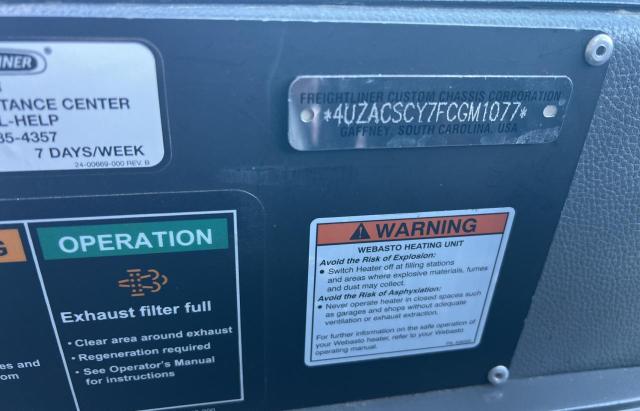 INER
TANCE CENTER
L-HELP
35-4357
7 DAYS/WEEK
24-00669-000 REV. B
FREIGHTLINER CUSTOM CHASSIS CORPORATION
*4UZACSCY7FCGM1077*
GAFFNEY, SOUTH CAROLINA, USA
G
es and
om
OPERATION
Exhaust filter full
• Clear area around exhaust
• Regeneration required
• See Operator's Manual
for instructions
WARNING
WEBASTO HEATING UNIT
Avoid the Risk of Explosion:
• Switch Heater off at filling stations
and areas where explosive materials, fumes
and dust may collect.
Avoid the Risk of Asphyxiation:
• Never operate heater in closed spaces such
as garages and shops without adequate
ventilation or exhaust extraction.
For further information on the safe operation of
your Webasto heater, refer to your Webasto
operating manual.